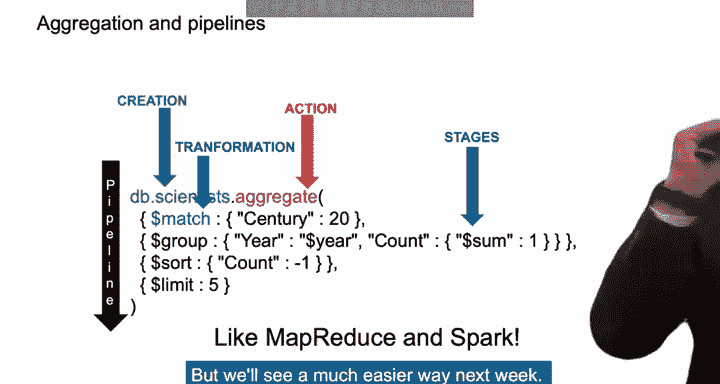 Aggregation and pipelines
CREATION
ACTION
TRANFORMATION
STAGES
Pipeline
db.scientists.aggregate(
{ $match : { "Century" : 20 },
{ $group : { "Year" : "$year", "Count" : { "$sum" : 1 } } },
{ $sort : { "Count" : -1 } },
{ $limit : 5 }
)
Like MapReduce and Spark!
But we'll see a much easier way next week.